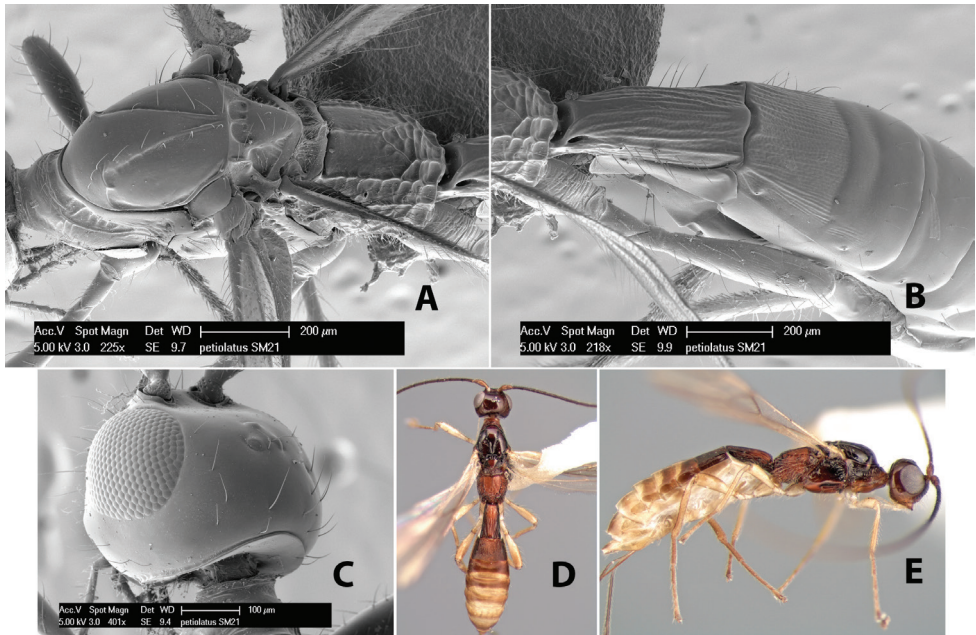 A
Acc.V Spot Magn Det WD 200 µm
5.00 kV 3.0 225x SE 9.7 petiolatus SM21
B
Acc.V Spot Magn Det WD 200 µm
5.00 kV 3.0 218x SE 9.9 petiolatus SM21
C
Acc.V Spot Magn Det WD 100 µm
5.00 kV 3.0 401x SE 9.4 petiolatus SM21
D
E